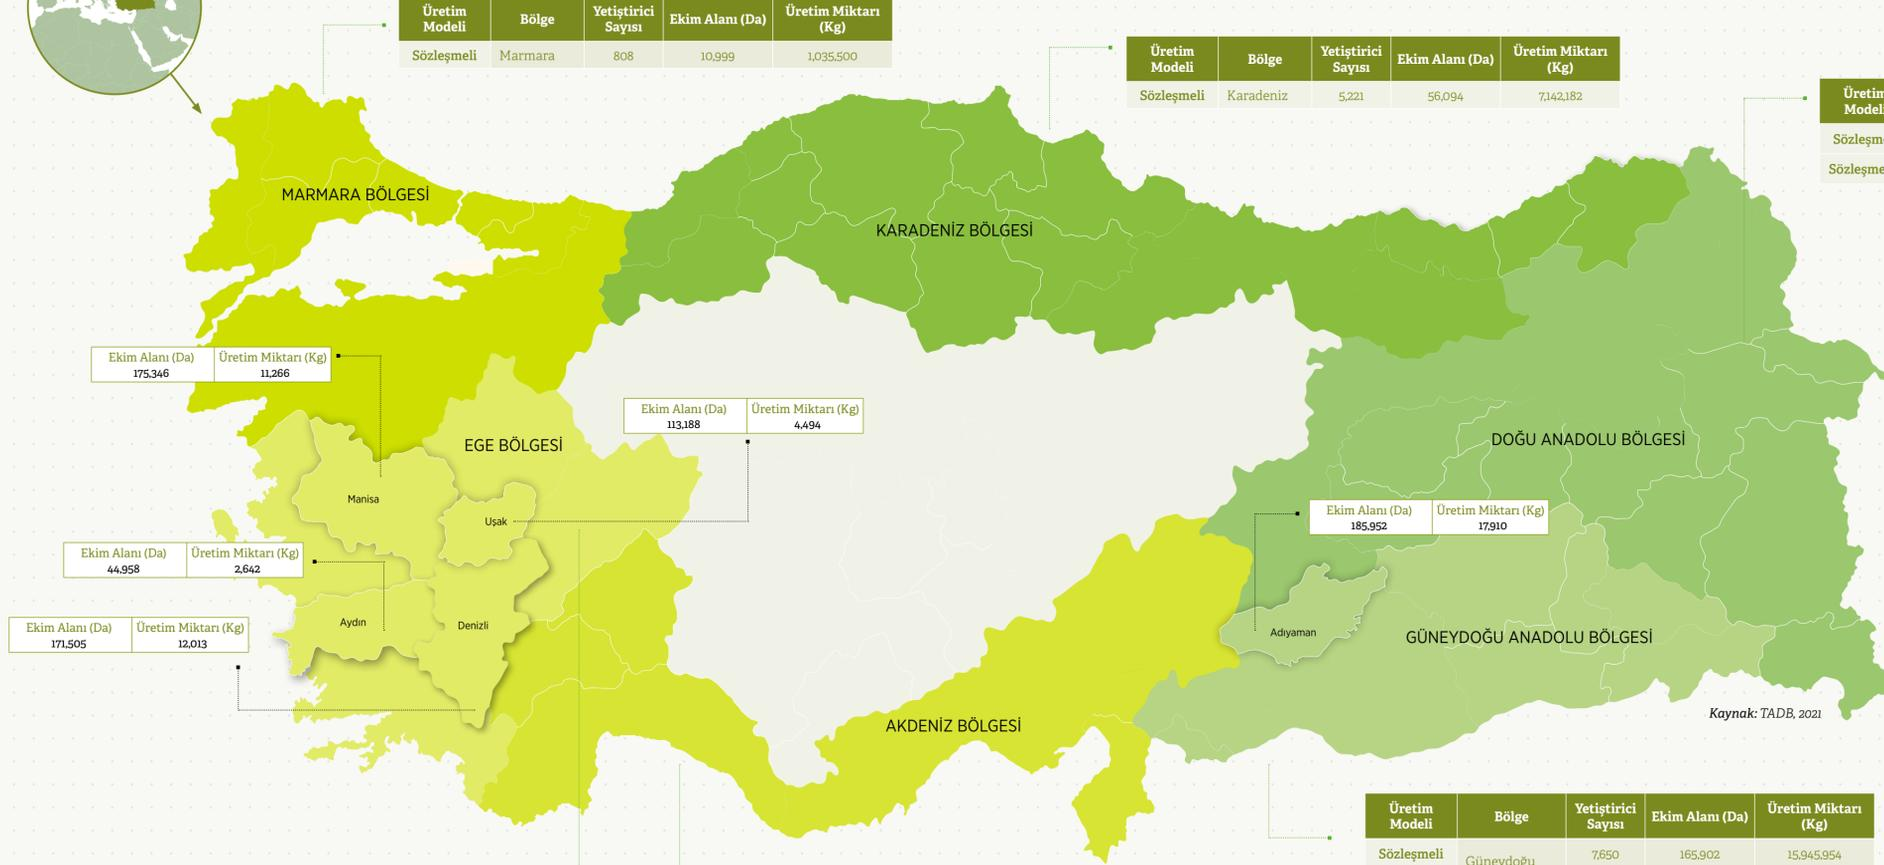 Üretim Modeli Bölge Yetiştirici Sayısı Ekim Alanı (Da) Üretim Miktarı (Kg)
Sözleşmeli Marmara 808 10,999 1,035,500
Üretim Modeli Bölge Yetiştirici Sayısı Ekim Alanı (Da) Üretim Miktarı (Kg)
Sözleşmeli Karadeniz 5,221 56,094 7,142,182
MARMARA BÖLGESİ
KARADENİZ BÖLGESİ
Ekim Alanı (Da) Üretim Miktarı (Kg)
175,346 11,266
Ekim Alanı (Da) Üretim Miktarı (Kg)
113,188 4,494
EGE BÖLGESİ
DOĞU ANADOLU BÖLGESİ
Manisa
Uşak
Ekim Alanı (Da) Üretim Miktarı (Kg)
185,952 17,910
Ekim Alanı (Da) Üretim Miktarı (Kg)
44,958 2,642
Aydın
Denizli
Adıyaman
Ekim Alanı (Da) Üretim Miktarı (Kg)
171,505 12,013
GÜNEYDOĞU ANADOLU BÖLGESİ
AKDENİZ BÖLGESİ
Kaynak: TADB, 2021
Üretim Modeli Bölge Yetiştirici Sayısı Ekim Alanı (Da) Üretim Miktarı (Kg)
Sözleşmeli Güneydoğu 7,650 165,902 15,945,954